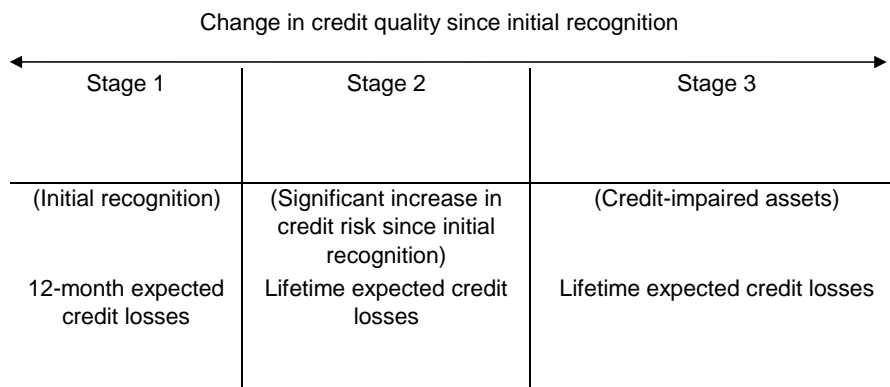 Change in credit quality since initial recognition
Stage 1
Stage 2
Stage 3
(Initial recognition)
(Significant increase in
credit risk since initial
recognition)
(Credit-impaired assets)
12-month expected
credit losses
Lifetime expected credit
losses
Lifetime expected credit losses